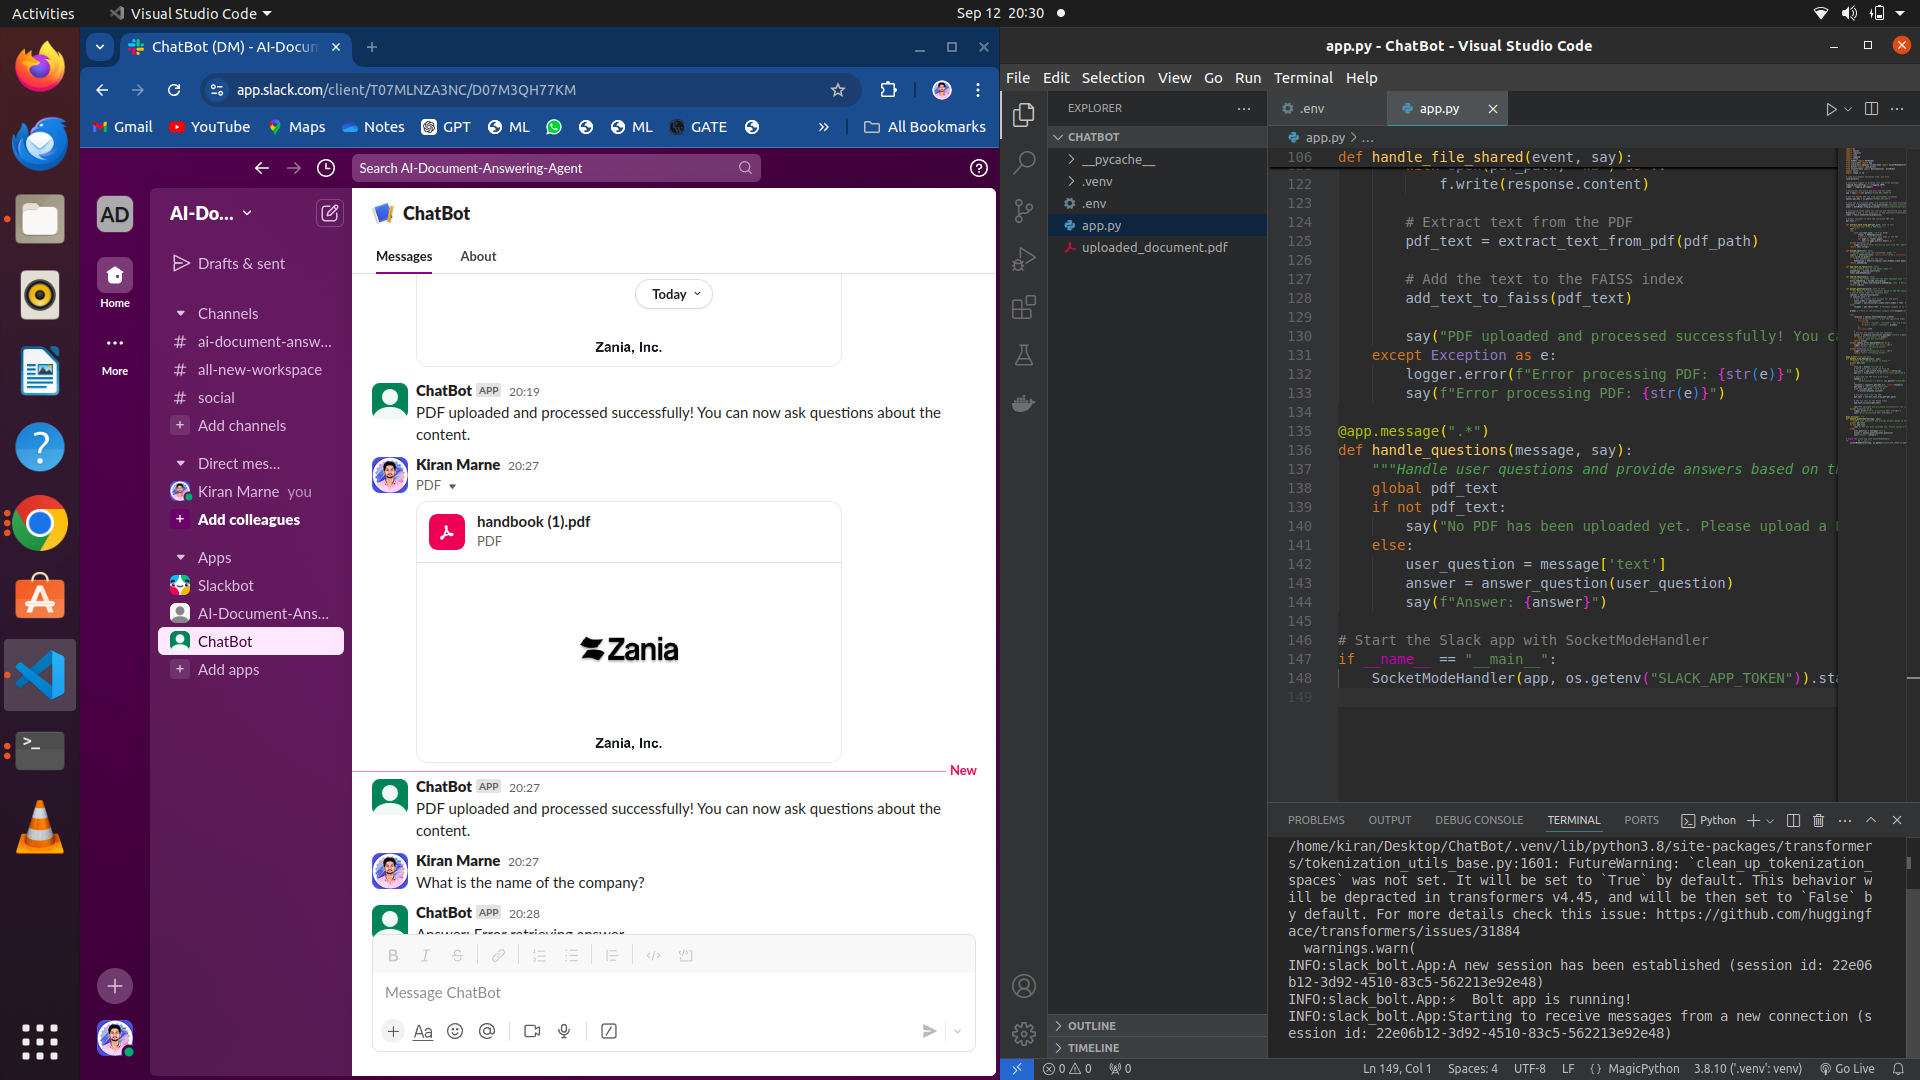 Activities
Visual Studio Code
Sep 12 20:30
ChatBot (DM) - AI-Docun
app.slack.com/client/T07MLNZA3NC/D07M3QH77KM
Gmail
YouTube
Maps
Notes
GPT
ML
ML
GATE
All Bookmarks
Search AI-Document-Answering-Agent
AD
Home
More
AI-Do...
Drafts & sent
Channels
# ai-document-answ...
# all-new-workspace
# social
Add channels
Direct mes...
Kiran Marne you
Add colleagues
Apps
Slackbot
AI-Document-Ans...
ChatBot
Add apps
ChatBot
Messages
About
Today
Zania, Inc.
ChatBot APP 20:19
PDF uploaded and processed successfully! You can now ask questions about the
content.
Kiran Marne 20:27
PDF
handbook (1).pdf
PDF
Zania
Zania, Inc.
New
ChatBot APP 20:27
PDF uploaded and processed successfully! You can now ask questions about the
content.
Kiran Marne 20:27
What is the name of the company?
ChatBot APP 20:28
Answer: Error retrieving answer
Message ChatBot
Aa
app.py - ChatBot - Visual Studio Code
File Edit Selection View Go Run Terminal Help
EXPLORER
CHATBOT
__pycache__
.venv
.env
app.py
uploaded_document.pdf
OUTLINE
TIMELINE
.env
app.py
app.py > ...
106 def handle_file_shared(event, say):
122 f.write(response.content)
123
124 # Extract text from the PDF
125 pdf_text = extract_text_from_pdf(pdf_path)
126
127 # Add the text to the FAISS index
128 add_text_to_faiss(pdf_text)
129
130 say("PDF uploaded and processed successfully! You ca
131 except Exception as e:
132 logger.error(f"Error processing PDF: {str(e)}")
133 say(f"Error processing PDF: {str(e)}")
134
135 @app.message(".*")
136 def handle_questions(message, say):
137 """Handle user questions and provide answers based on th
138 global pdf_text
139 if not pdf_text:
140 say("No PDF has been uploaded yet. Please upload a
141 else:
142 user_question = message['text']
143 answer = answer_question(user_question)
144 say(f"Answer: {answer}")
145
146 # Start the Slack app with SocketModeHandler
147 if __name__ == "__main__":
148 SocketModeHandler(app, os.getenv("SLACK_APP_TOKEN")).sta
149
PROBLEMS OUTPUT DEBUG CONSOLE TERMINAL PORTS Python
/home/kiran/Desktop/ChatBot/.venv/lib/python3.8/site-packages/transformer
s/tokenization_utils_base.py:1601: FutureWarning: `clean_up_tokenization_
spaces` was not set. It will be set to `True` by default. This behavior w
ill be depracted in transformers v4.45, and will be then set to `False` b
y default. For more details check this issue: https://github.com/huggingf
ace/transformers/issues/31884
warnings.warn(
INFO:slack_bolt.App:A new session has been established (session id: 22e06
b12-3d92-4510-83c5-562213e92e48)
INFO:slack_bolt.App:⚡ Bolt app is running!
INFO:slack_bolt.App:Starting to receive messages from a new connection (s
ession id: 22e06b12-3d92-4510-83c5-562213e92e48)
0 0 0
Ln 149, Col 1 Spaces: 4 UTF-8 LF {} MagicPython 3.8.10 ('.venv': venv) Go Live